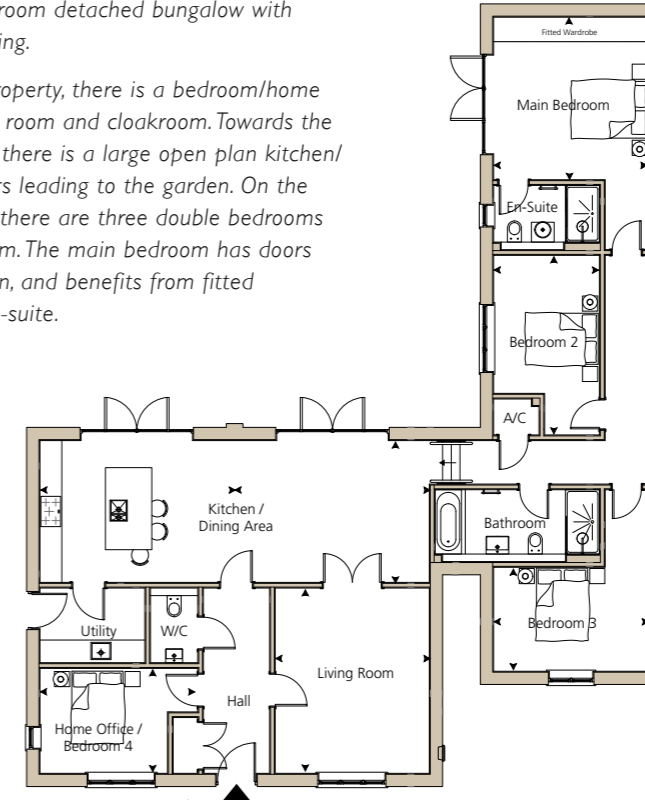 room detached bungalow with
ing.
roperty, there is a bedroom/home
room and cloakroom. Towards the
there is a large open plan kitchen/
rs leading to the garden. On the
there are three double bedrooms
m. The main bedroom has doors
n, and benefits from fitted
-suite.
Fitted Wardrobe
Main Bedroom
En-Suite
Bedroom 2
A/C
Kitchen /
Dining Area
Bathroom
Utility
W/C
Bedroom 3
Living Room
Hall
Home Office /
Bedroom 4